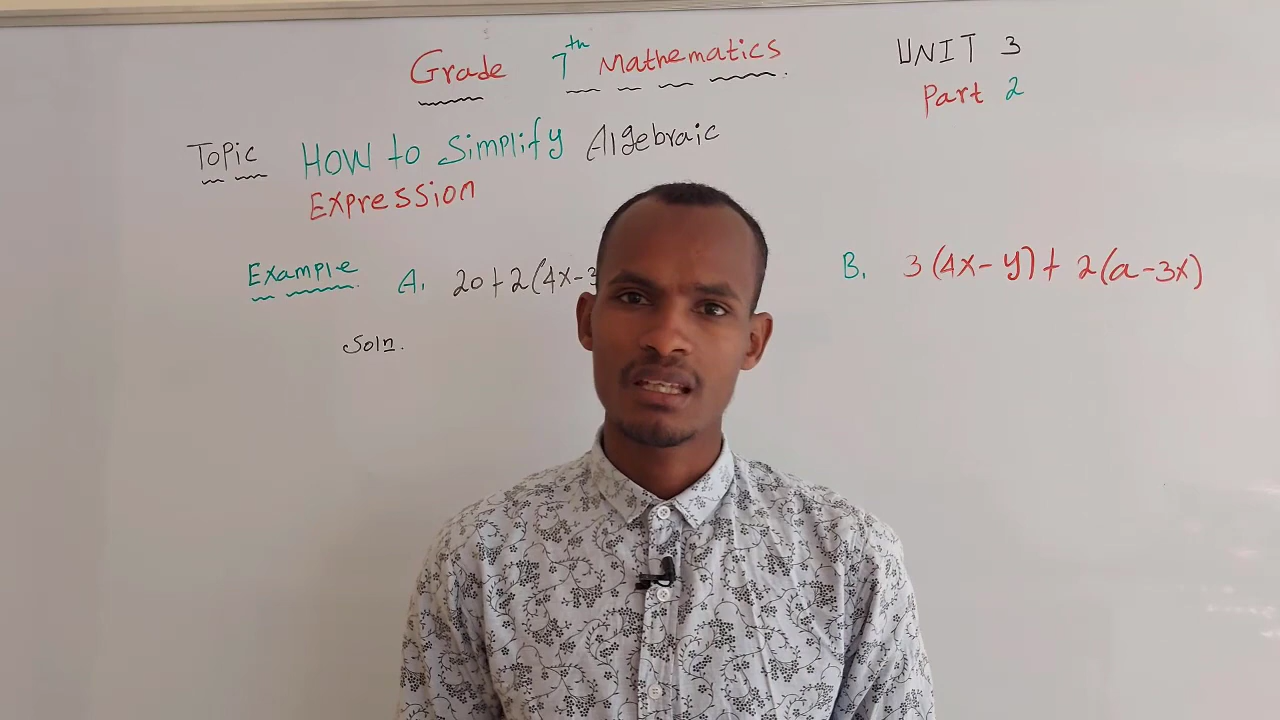 Grade 7th Mathematics
UNIT 3
Part 2
Topic How to Simplify Algebraic
Expression
Example A. 20+2(4x-3
B. 3(4x-y)+2(a-3x)
Soln.